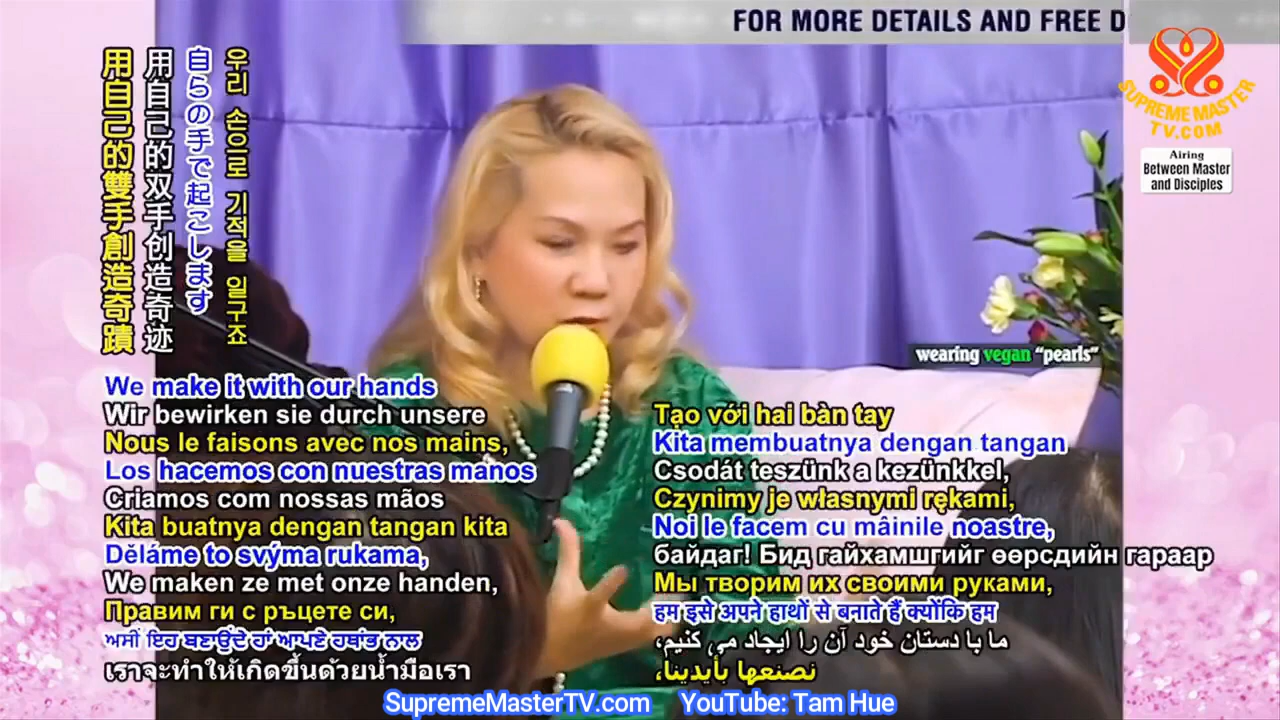 FOR MORE DETAILS AND FREE D
SUPREME MASTER
TV.COM
Airing
Between Master
and Disciples
우리 손으로 기적을 일구죠
自らの手で起こします
用自己的双手创造奇迹
用自己的雙手創造奇蹟
wearing vegan “pearls”
We make it with our hands
Wir bewirken sie durch unsere
Nous le faisons avec nos mains,
Los hacemos con nuestras manos
Criamos com nossas mãos
Kita buatnya dengan tangan kita
Děláme to svýma rukama,
We maken ze met onze handen,
Правим ги с ръцете си,
ਅਸੀਂ ਇਹ ਬਣਾਉਂਦੇ ਹਾਂ ਆਪਣੇ ਹਥਾਂਭ ਨਾਲ
เราจะทำให้เกิดขึ้นด้วยน้ำมือเรา
Tạo với hai bàn tay
Kita membuatnya dengan tangan
Csodát teszünk a kezünkkel,
Czynimy je własnymi rękami,
Noi le facem cu mâinile noastre,
байдаг! Бид гайхамшгийг өөрсдийн гараар
Мы творим их своими руками,
हम इसे अपने हाथों से बनाते हैं क्योंकि हम
ما با دستان خود آن را ایجاد می کنیم،
نصنعها بأيدينا،
SupremeMasterTV.com YouTube: Tam Hue